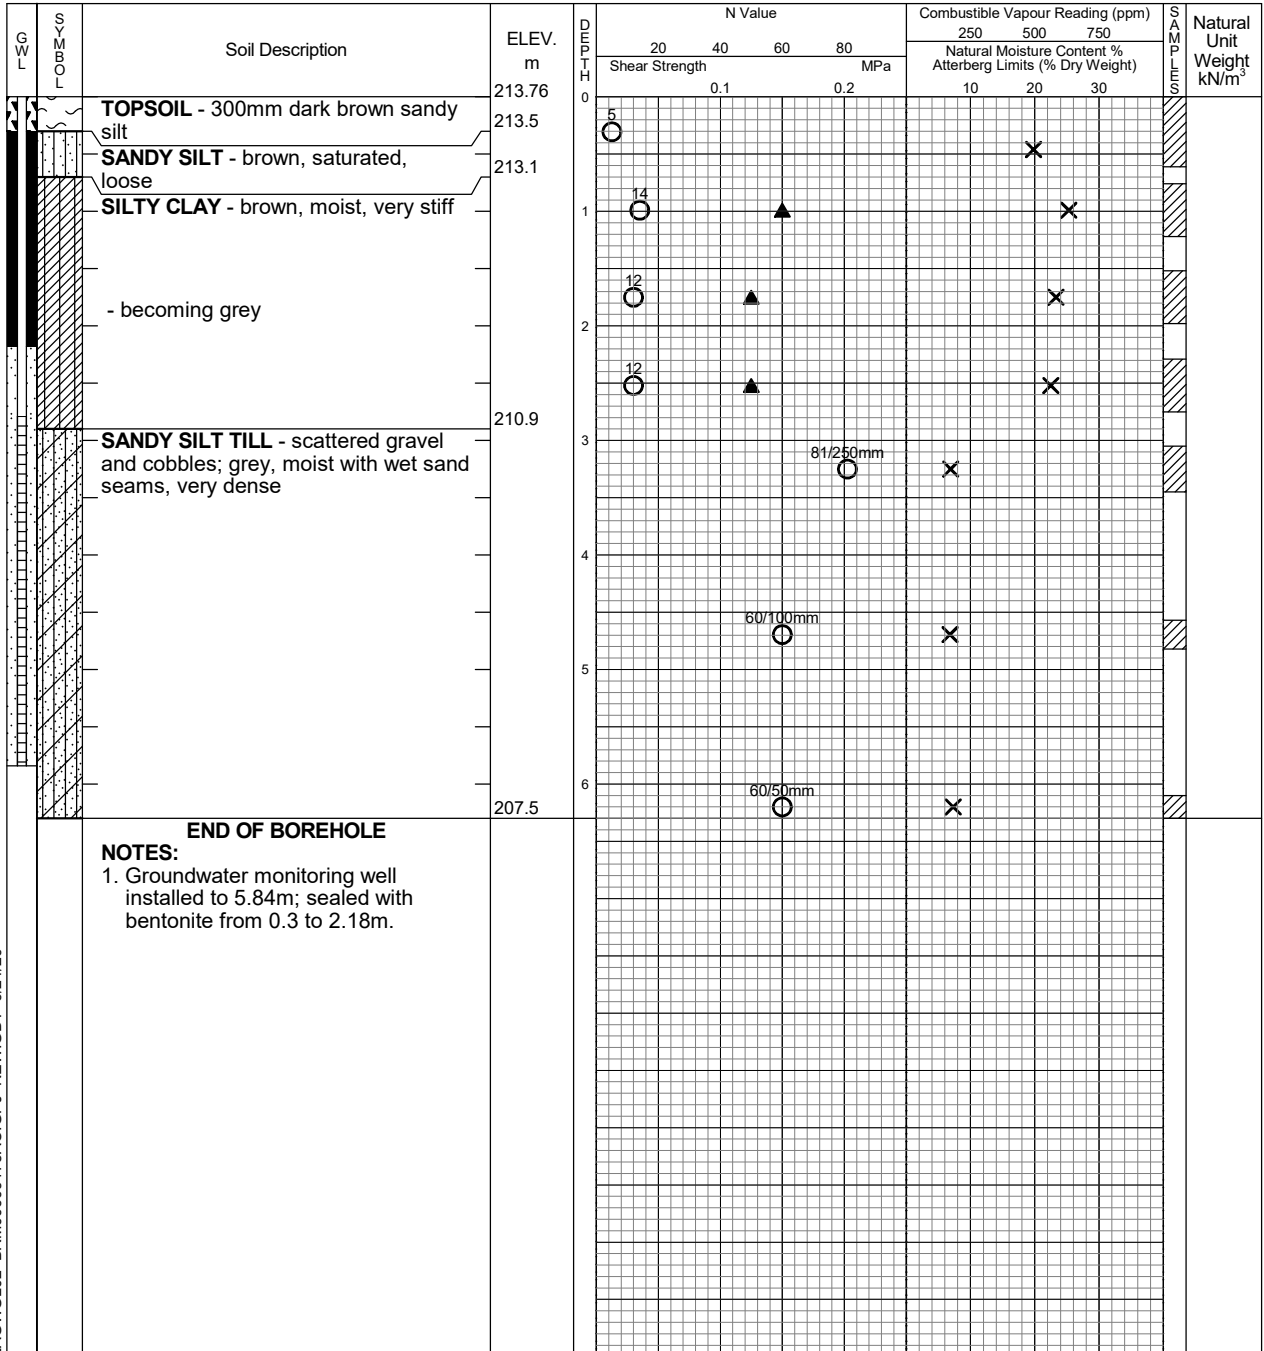 GWL
SYMBOL
Soil Description
ELEV.
m
DEPTH
N Value
20 40 60 80
Shear Strength MPa
0.1 0.2
Combustible Vapour Reading (ppm)
250 500 750
Natural Moisture Content %
Atterberg Limits (% Dry Weight)
10 20 30
SAMPLES
Natural
Unit
Weight
kN/m³
213.76
0
TOPSOIL - 300mm dark brown sandy
silt
213.5
5
SANDY SILT - brown, saturated,
loose
213.1
SILTY CLAY - brown, moist, very stiff
14
1
12
- becoming grey
2
12
210.9
SANDY SILT TILL - scattered gravel
and cobbles; grey, moist with wet sand
seams, very dense
3
81/250mm
4
60/100mm
5
6
60/50mm
207.5
END OF BOREHOLE
NOTES:
1. Groundwater monitoring well
installed to 5.84m; sealed with
bentonite from 0.3 to 2.18m.